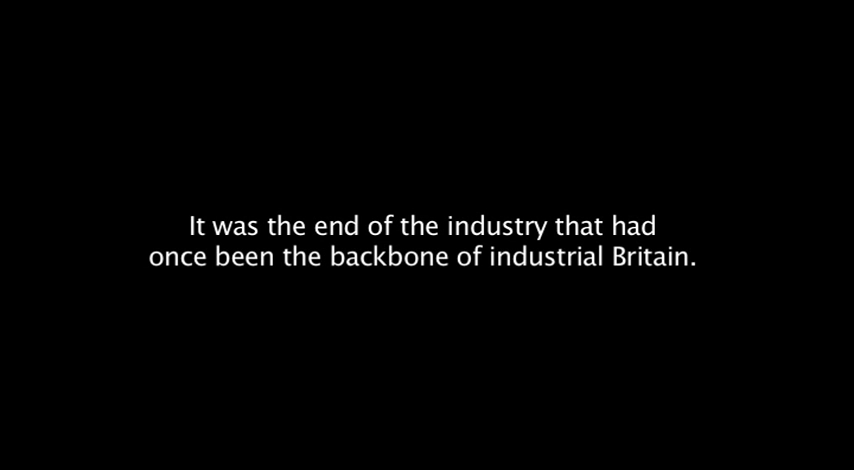 It was the end of the industry that had
once been the backbone of industrial Britain.